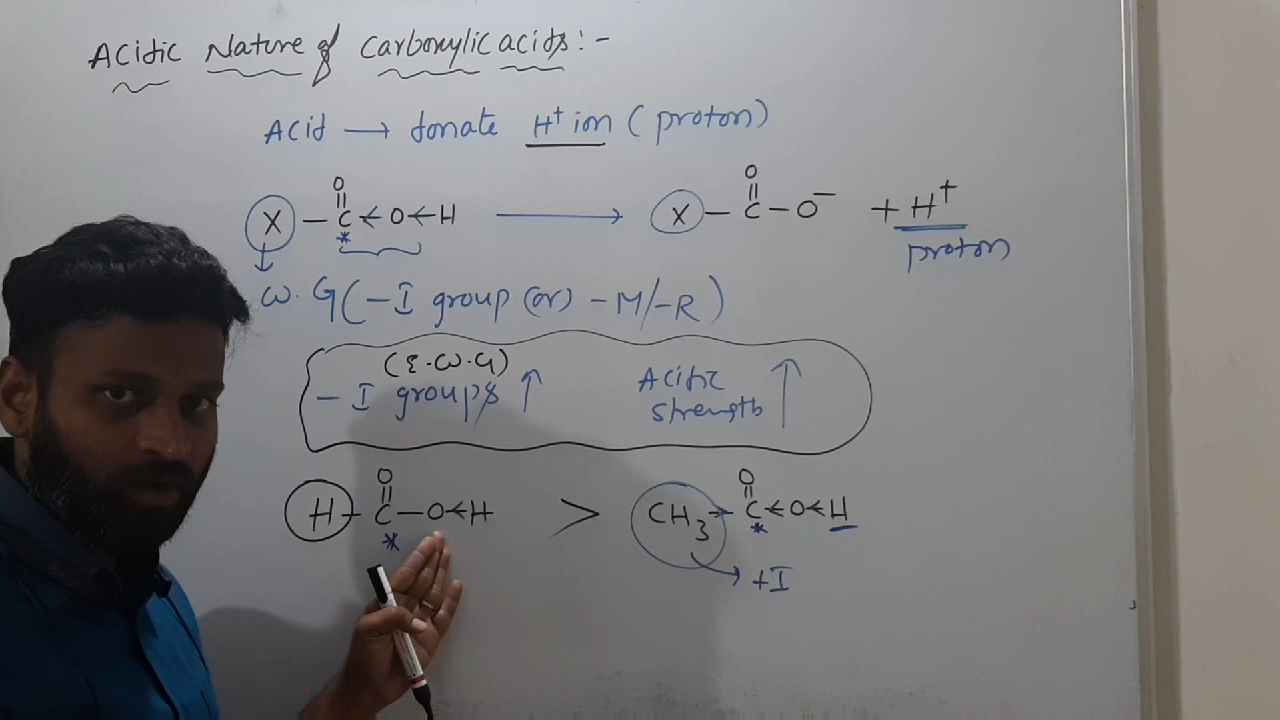 Acidic Nature of Carboxylic acids:-
Acid → donate H⁺ ion (proton)
O O
X – C ← O ← H ⟶ X – C – O⁻ + H⁺
* proton
W.G (– I group (or) – M/–R)
(E.W.G)
– I groups ↑ Acidic strength ↑
O O
H – C – O ← H > CH₃ → C ← O ← H
* *
+I